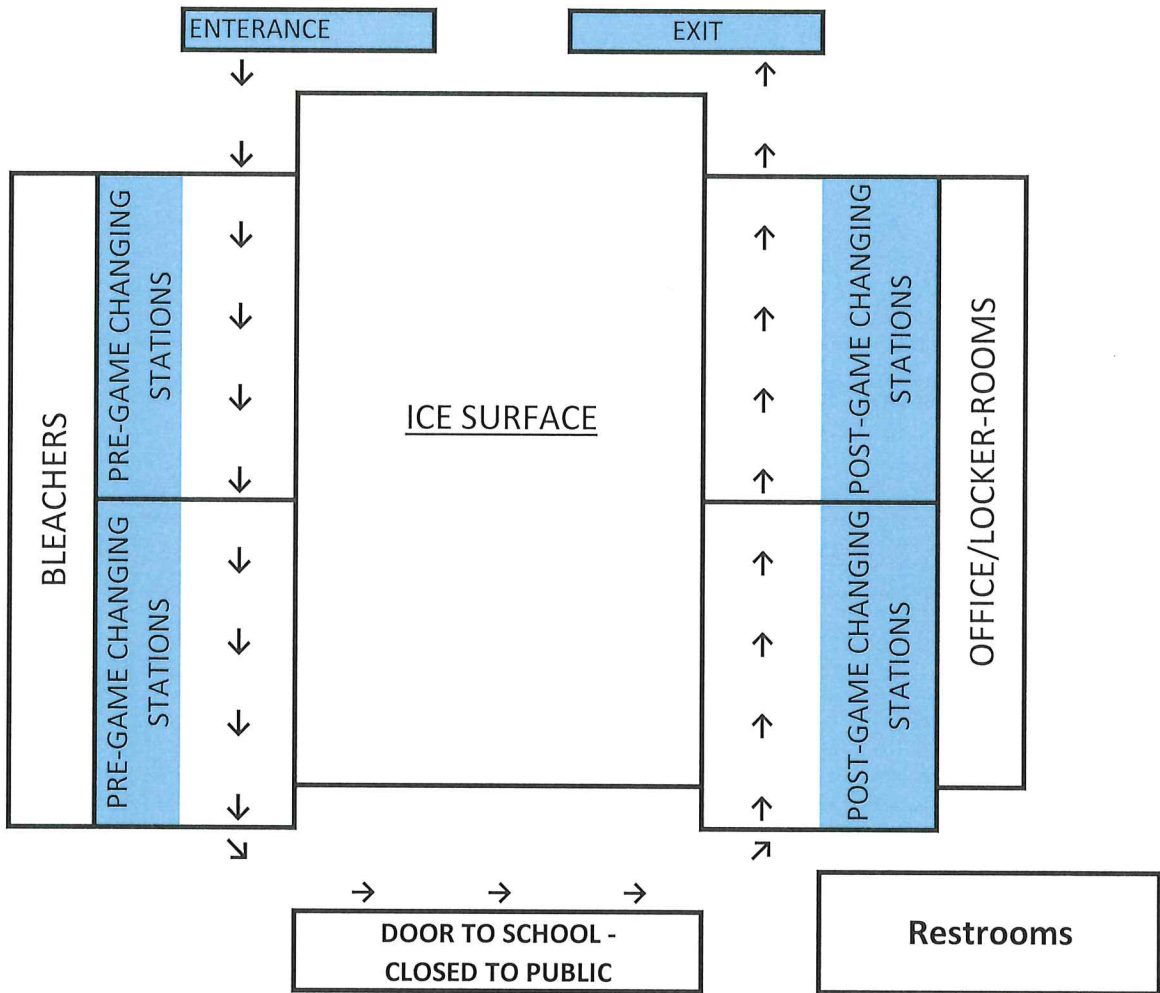 ENTERANCE
EXIT
BLEACHERS
PRE-GAME CHANGING
STATIONS
PRE-GAME CHANGING
STATIONS
ICE SURFACE
POST-GAME CHANGING
STATIONS
POST-GAME CHANGING
STATIONS
OFFICE/LOCKER-ROOMS
DOOR TO SCHOOL -
CLOSED TO PUBLIC
Restrooms